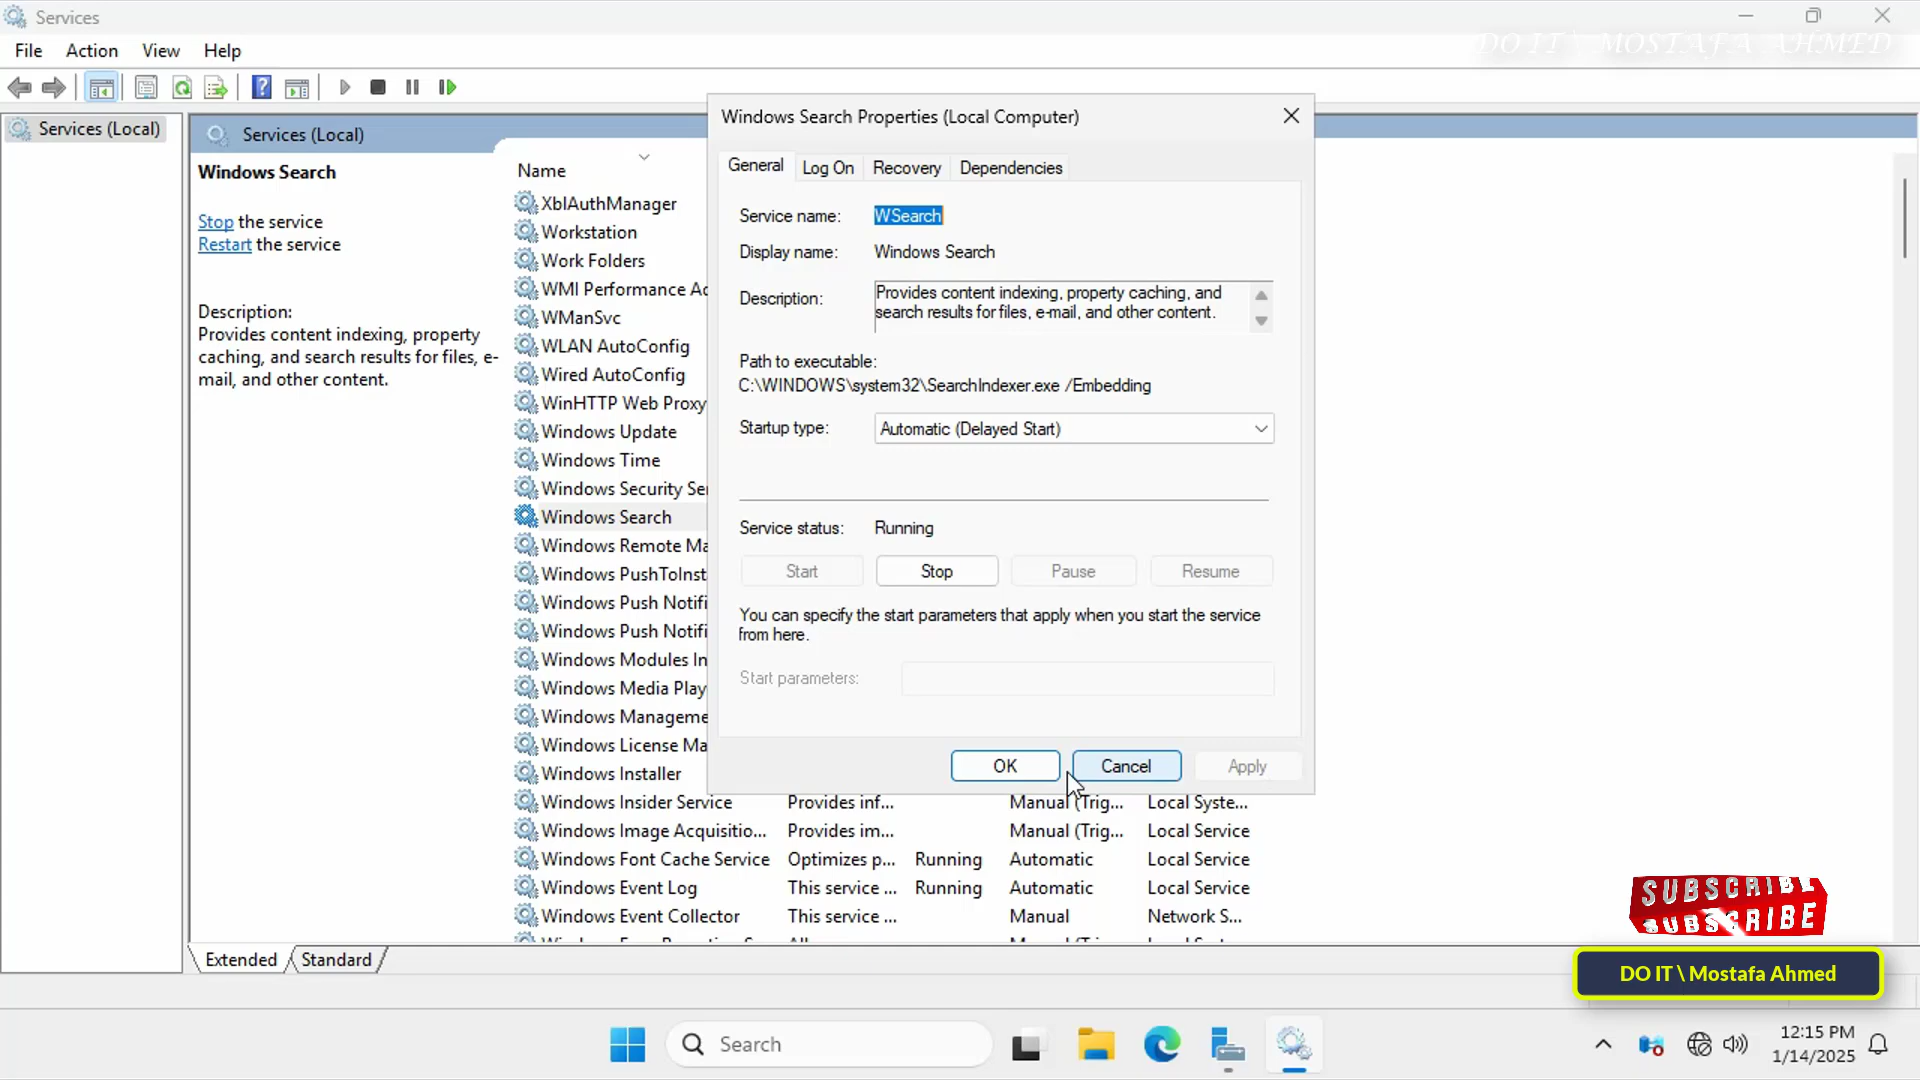 Services
DO IT \ MOSTAFA AHMED
File Action View Help
Services (Local)
Services (Local)
Windows Search
Stop the service
Restart the service
Description:
Provides content indexing, property
caching, and search results for files, e-
mail, and other content.
Name
XblAuthManager
Workstation
Work Folders
WMI Performance Ac
WManSvc
WLAN AutoConfig
Wired AutoConfig
WinHTTP Web Proxy
Windows Update
Windows Time
Windows Security Se
Windows Search
Windows Remote Ma
Windows PushToInst
Windows Push Notifi
Windows Push Notifi
Windows Modules In
Windows Media Play
Windows Manageme
Windows License Ma
Windows Installer
Windows Insider Service Provides inf... Manual (Trig... Local Syste...
Windows Image Acquisitio... Provides im... Manual (Trig... Local Service
Windows Font Cache Service Optimizes p... Running Automatic Local Service
Windows Event Log This service ... Running Automatic Local Service
Windows Event Collector This service ... Manual Network S...
Windows Search Properties (Local Computer)
General Log On Recovery Dependencies
Service name: WSearch
Display name: Windows Search
Description: Provides content indexing, property caching, and
search results for files, e-mail, and other content.
Path to executable:
C:\WINDOWS\system32\SearchIndexer.exe /Embedding
Startup type: Automatic (Delayed Start)
Service status: Running
Start Stop Pause Resume
You can specify the start parameters that apply when you start the service
from here.
Start parameters:
OK Cancel Apply
Extended Standard
SUBSCRIBE
SUBSCRIBE
DO IT \ Mostafa Ahmed
Search
12:15 PM
1/14/2025